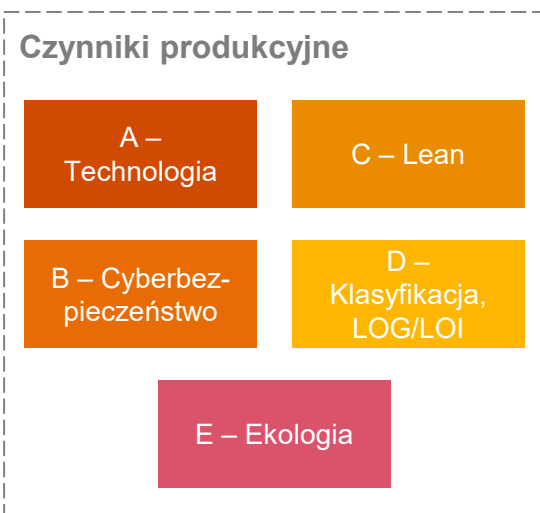 Czynniki produkcyjne
A –
Technologia
C – Lean
B – Cyberbez-
pieczeństwo
D –
Klasyfikacja,
LOG/LOI
E – Ekologia